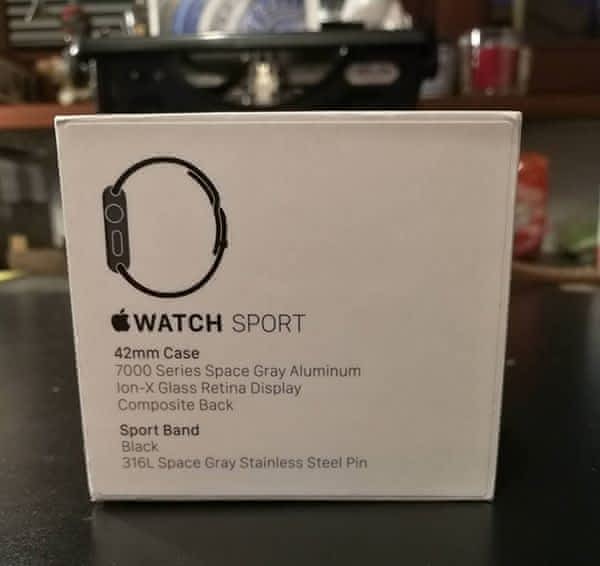 WATCH SPORT
42mm Case
7000 Series Space Gray Aluminum
Ion-X Glass Retina Display
Composite Back
Sport Band
Black
316L Space Gray Stainless Steel Pin